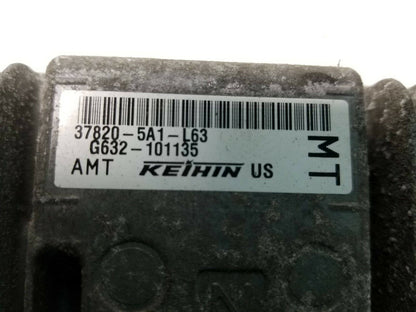 37820-5A1-L63
G632-101135
AMT KEIHIN US
MT